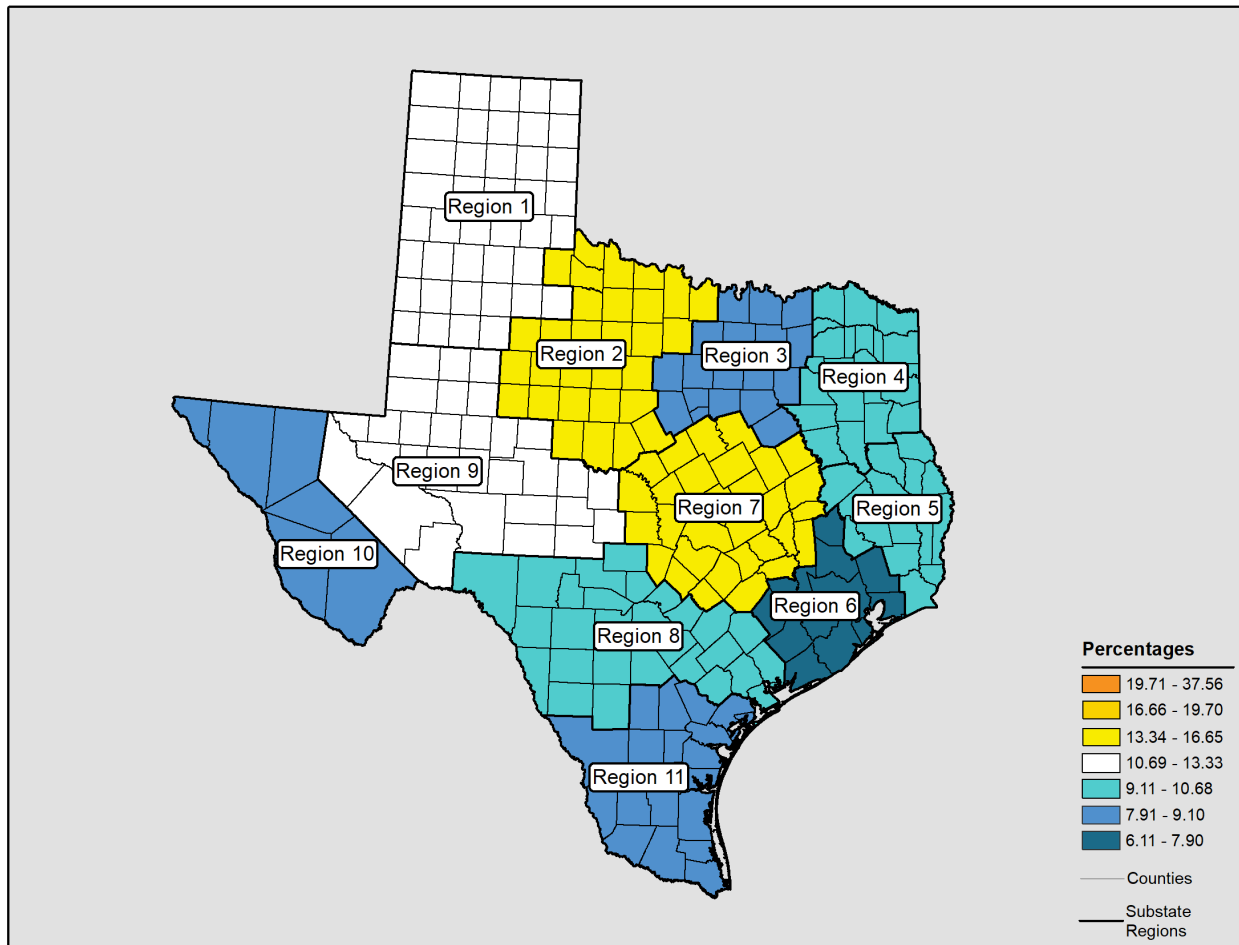 Region 1
Region 2
Region 3
Region 4
Region 9
Region 7
Region 5
Region 10
Region 6
Region 8
Region 11
Percentages
19.71 - 37.56
16.66 - 19.70
13.34 - 16.65
10.69 - 13.33
9.11 - 10.68
7.91 - 9.10
6.11 - 7.90
Counties
Substate
Regions